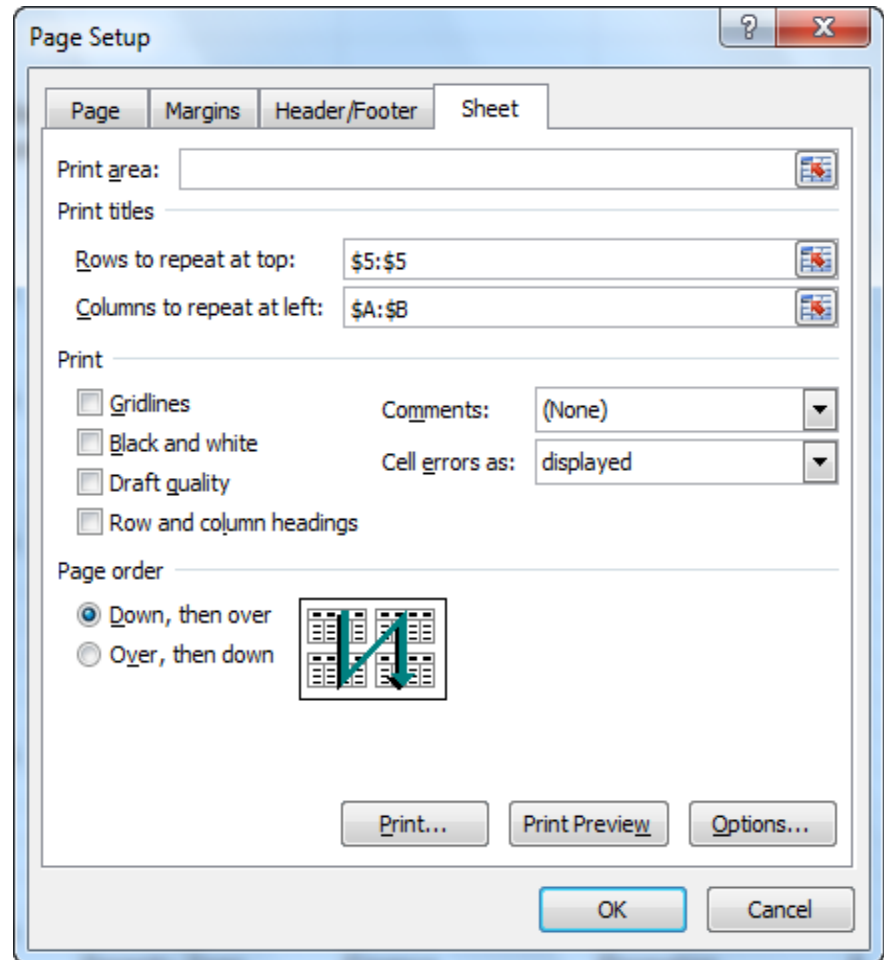 Page Setup
Page Margins Header/Footer Sheet
Print area:
Print titles
Rows to repeat at top: $5:$5
Columns to repeat at left: $A:$B
Print
Gridlines
Comments: (None)
Black and white
Cell errors as: displayed
Draft quality
Row and column headings
Page order
Down, then over
Over, then down
Print... Print Preview Options...
OK Cancel